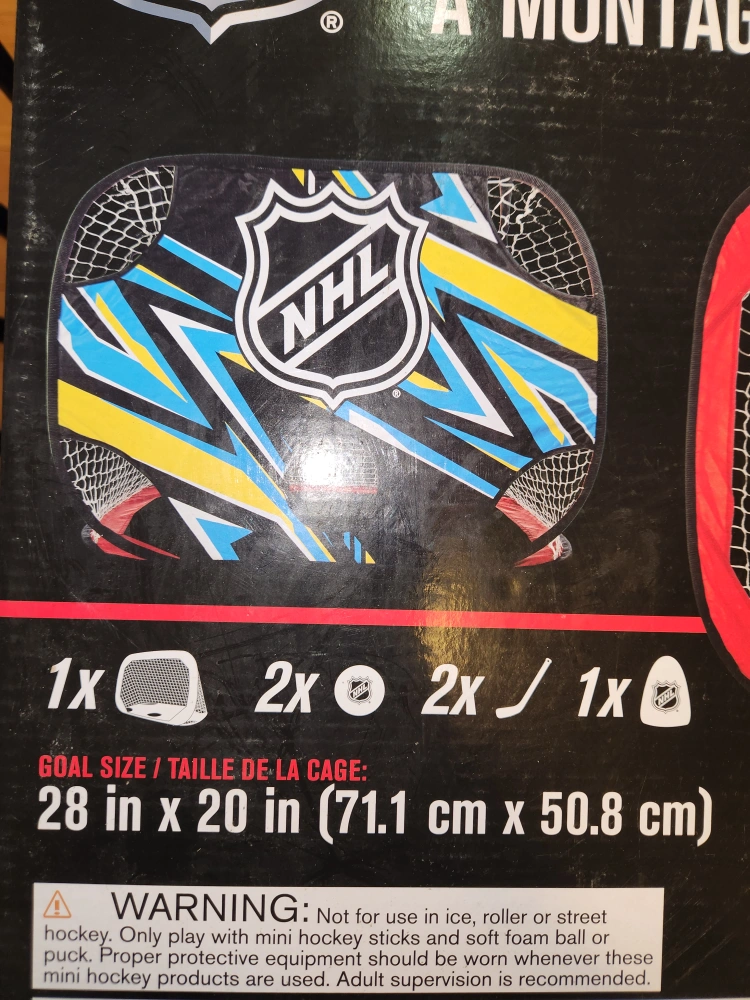 ®
À MONTAG
NHL
®
1x 2x NHL 2x 1x NHL
GOAL SIZE / TAILLE DE LA CAGE:
28 in x 20 in (71.1 cm x 50.8 cm)
WARNING: Not for use in ice, roller or street
hockey. Only play with mini hockey sticks and soft foam ball or
puck. Proper protective equipment should be worn whenever these
mini hockey products are used. Adult supervision is recommended.